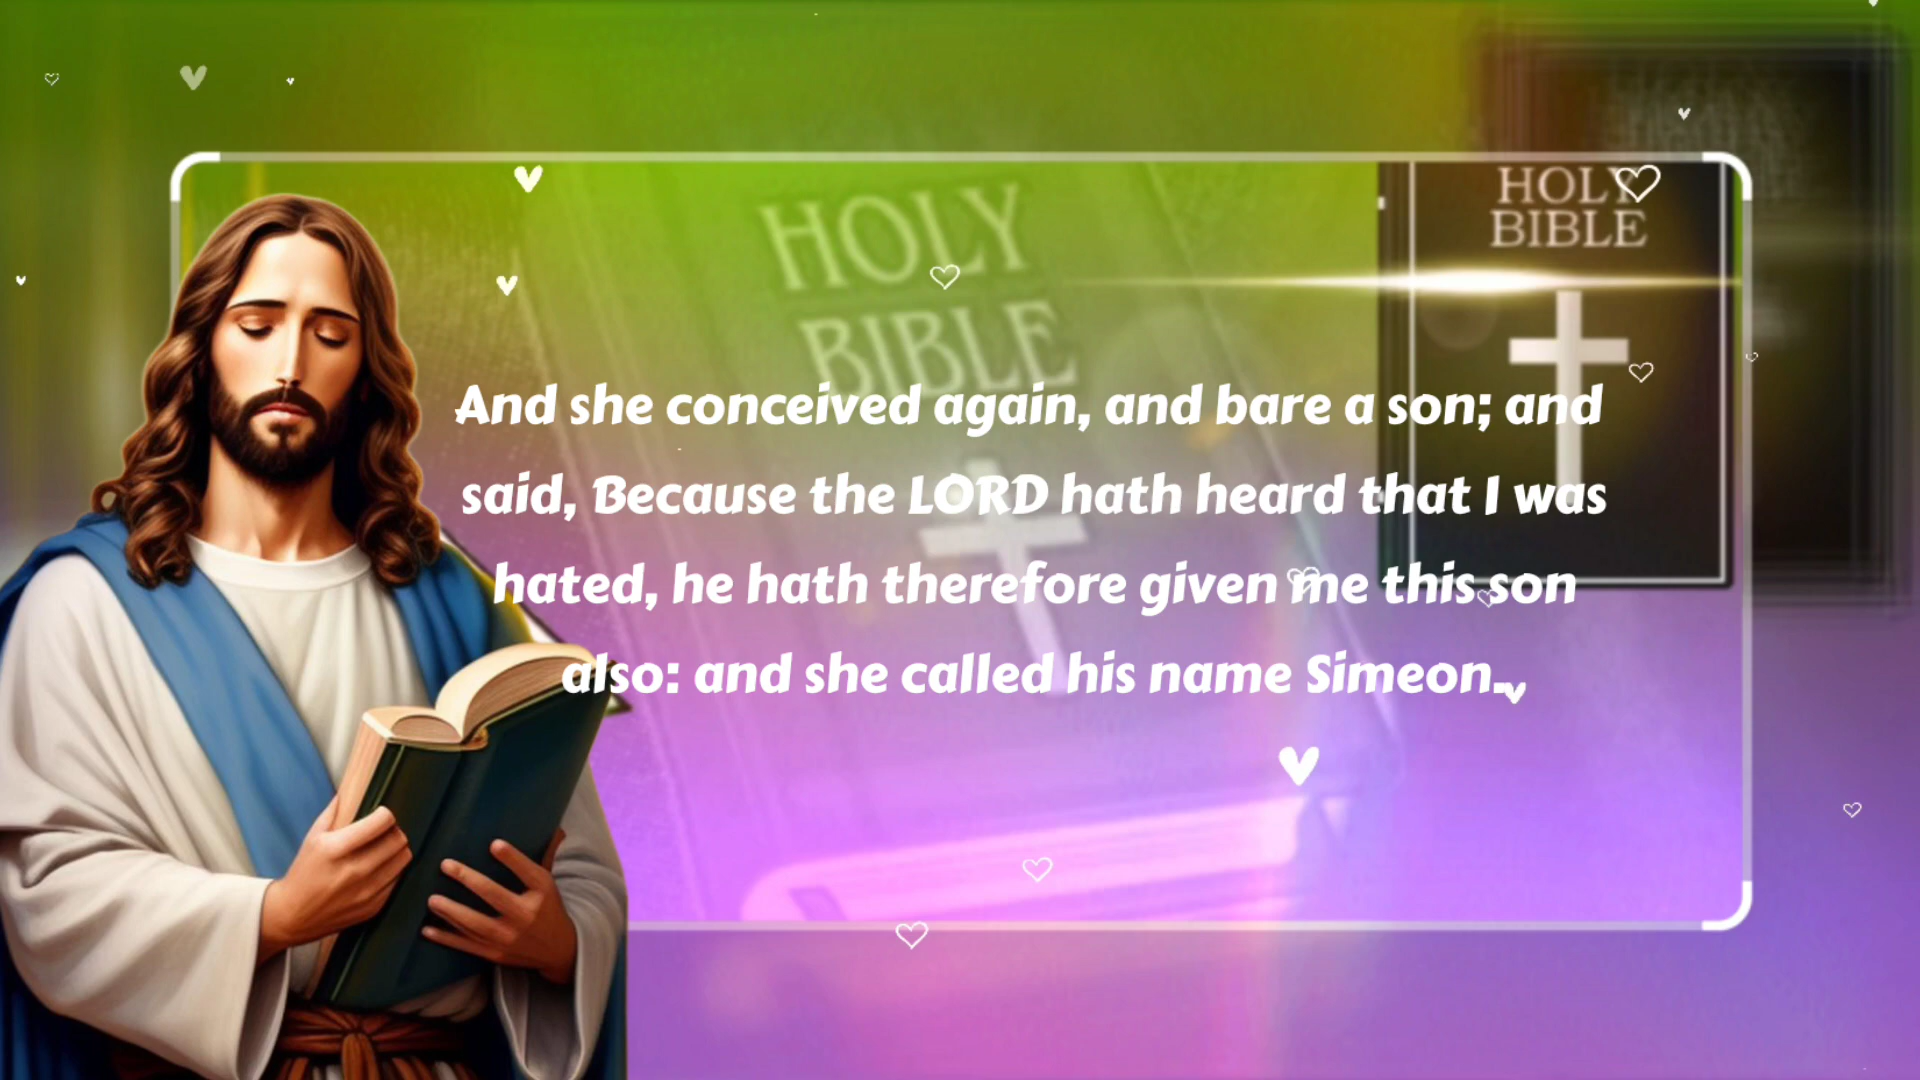 HOLY
BIBLE
HOLY
BIBLE
And she conceived again, and bare a son; and
said, Because the LORD hath heard that I was
hated, he hath therefore given me this son
also: and she called his name Simeon.